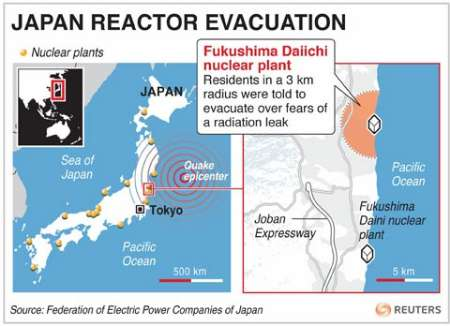 JAPAN REACTOR EVACUATION
Nuclear plants
Fukushima Daiichi
nuclear plant
Residents in a 3 km
radius were told to
evacuate over fears of
a radiation leak
JAPAN
Sea of
Japan
Quake
epicenter
Tokyo
Pacific
Ocean
500 km
Pacific
Ocean
Joban
Expressway
Fukushima
Daini nuclear
plant
5 km
Source: Federation of Electric Power Companies of Japan
REUTERS